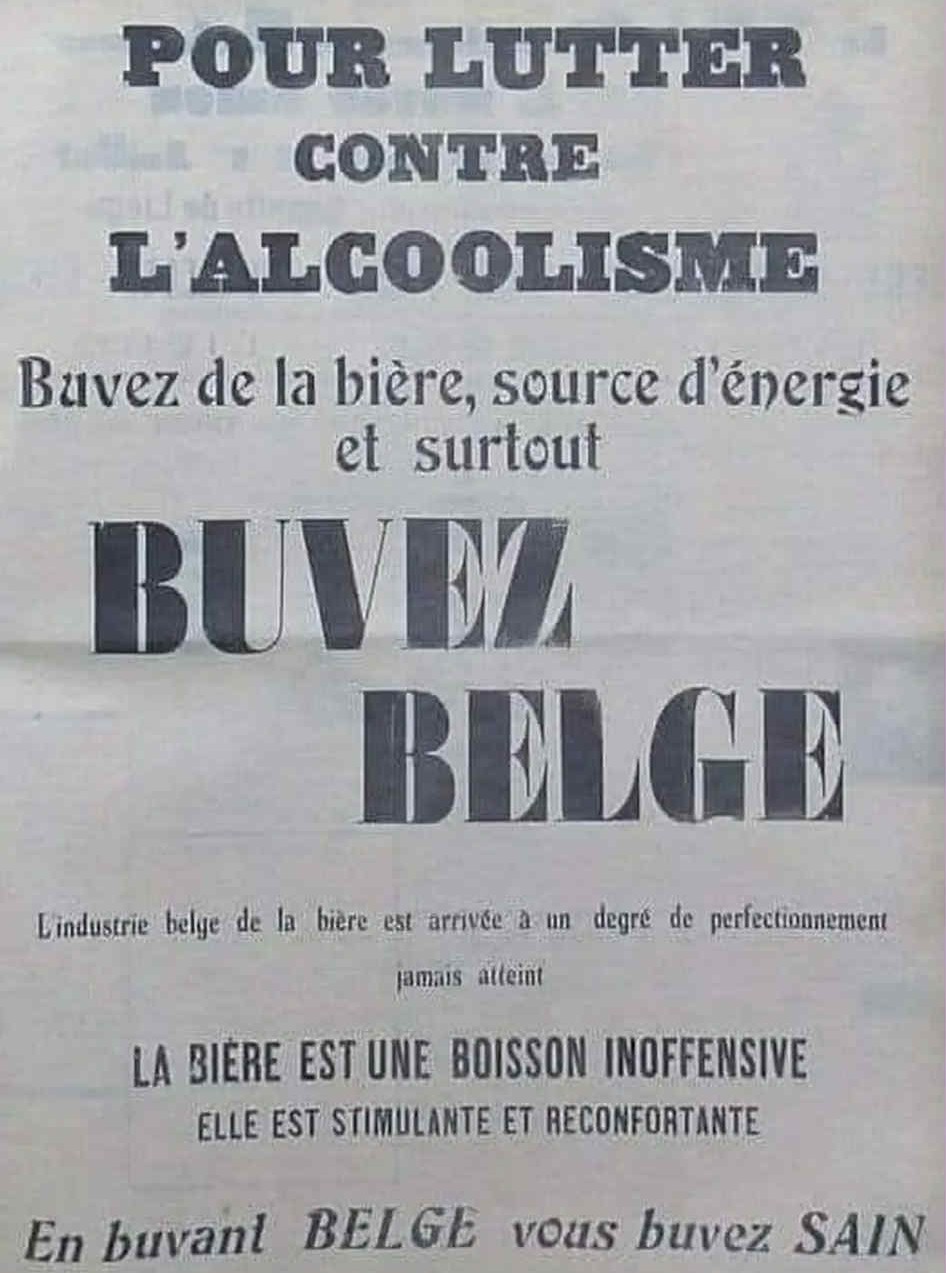 POUR LUTTER
CONTRE
L'ALCOOLISME
Buvez de la bière, source d'énergie
et surtout
BUVEZ
BELGE
L'industrie belge de la bière est arrivée à un degré de perfectionnement
jamais atteint
LA BIÈRE EST UNE BOISSON INOFFENSIVE
ELLE EST STIMULANTE ET RECONFORTANTE
En buvant BELGE vous buvez SAIN